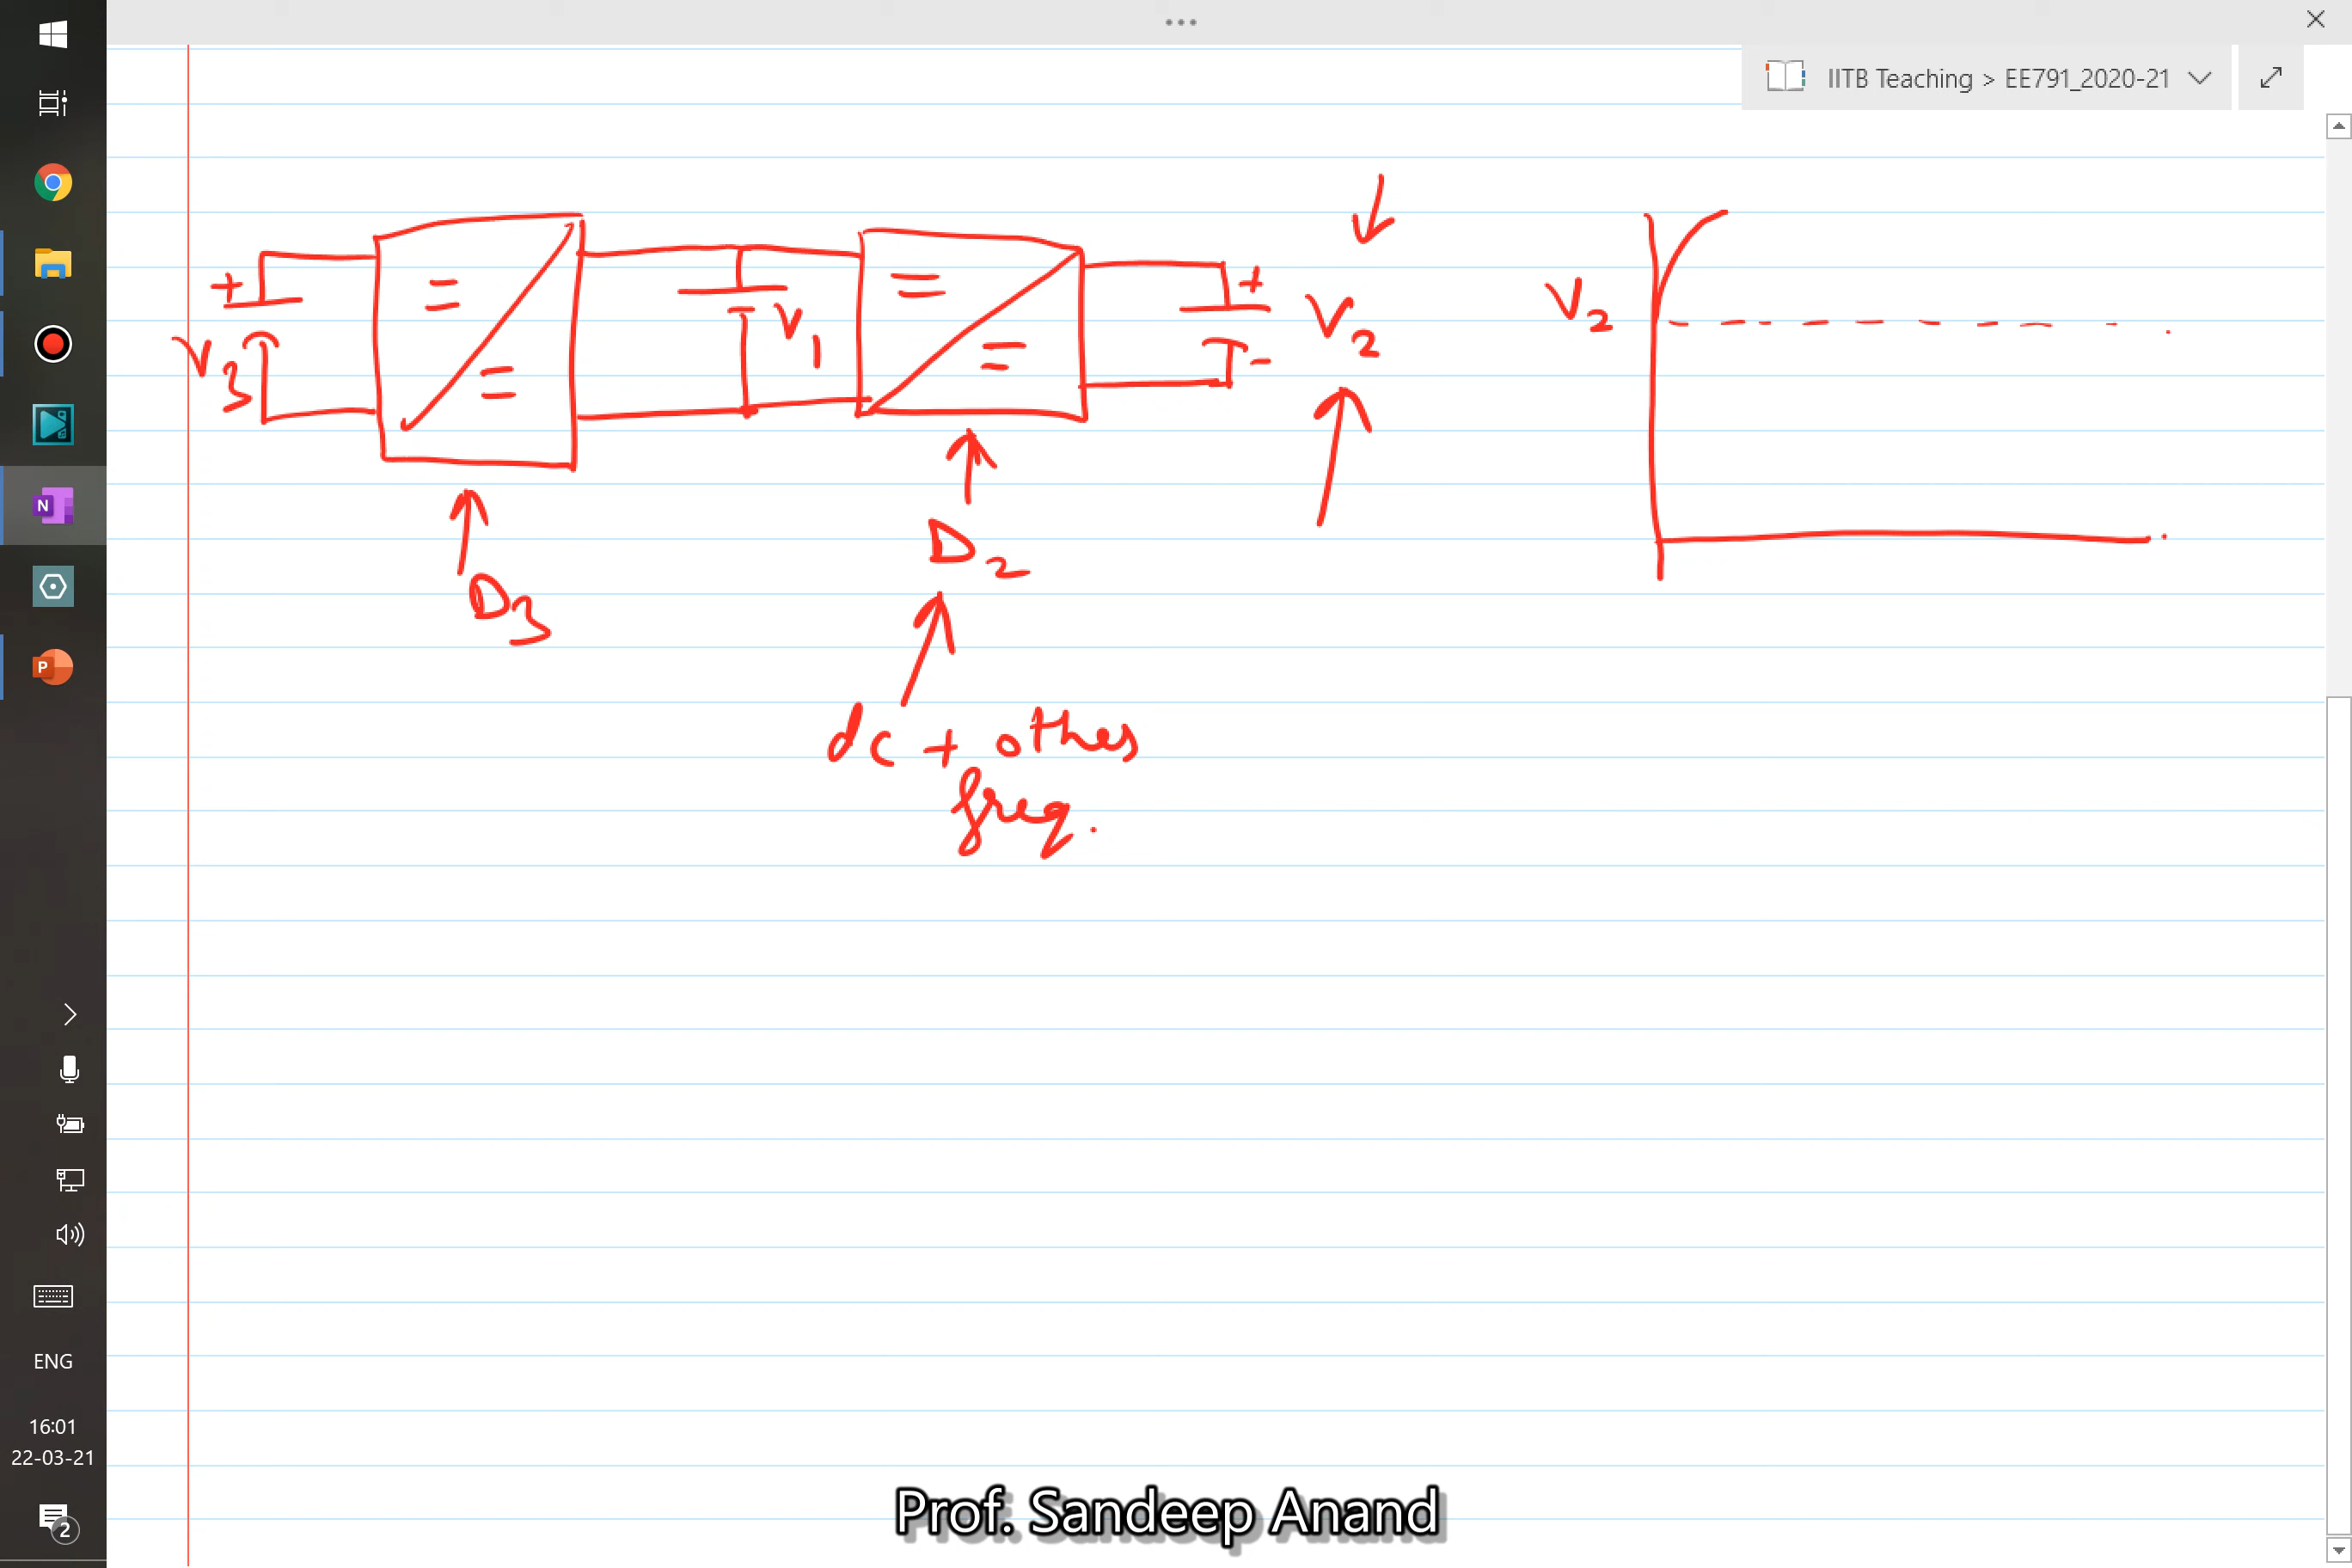 IITB Teaching > EE791_2020-21
+
V3
=
=
V1
=
=
+
-
V2
V2
D3
D2
dc + other
freq.
N
P
ENG
16:01
22-03-21
2
Prof. Sandeep Anand